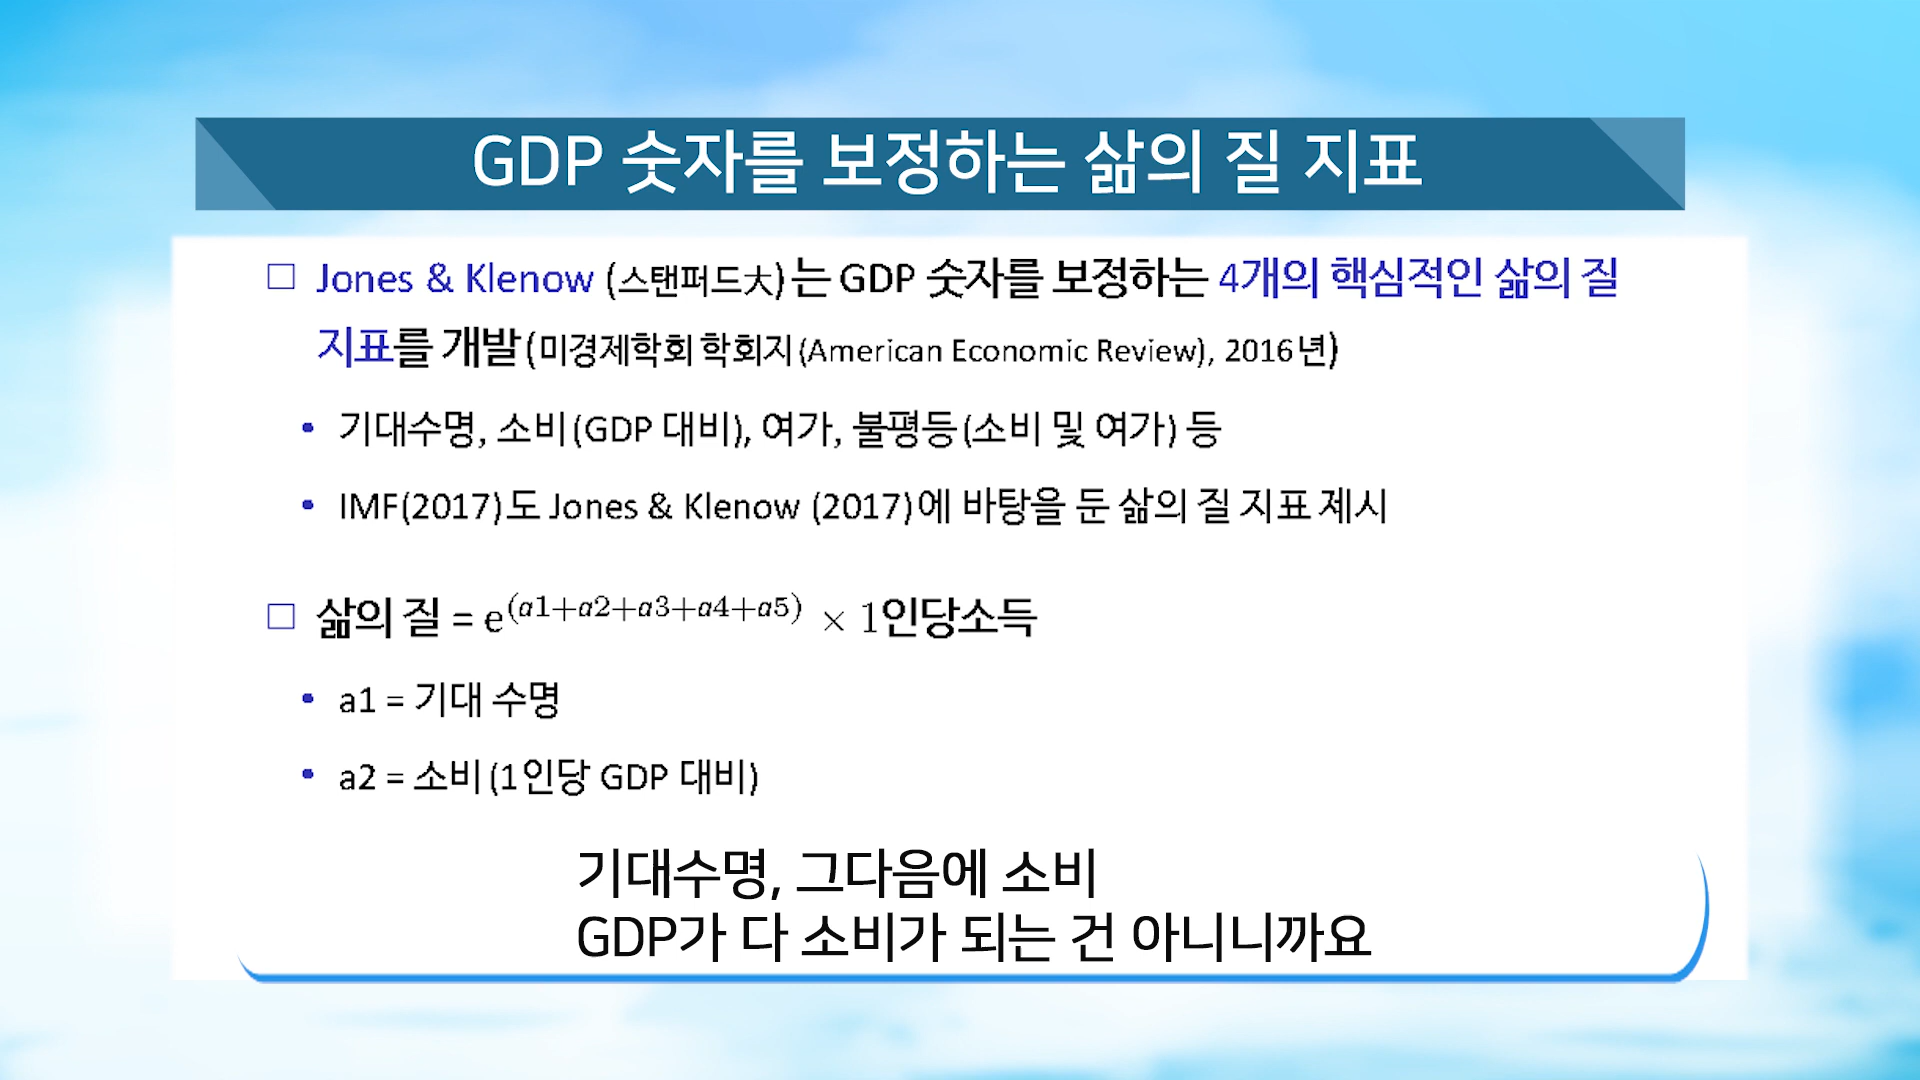 GDP 숫자를 보정하는 삶의 질 지표
□ Jones & Klenow (스탠퍼드大)는 GDP 숫자를 보정하는 4개의 핵심적인 삶의 질
지표를 개발(미경제학회 학회지(American Economic Review), 2016년)
• 기대수명, 소비(GDP 대비), 여가, 불평등(소비 및 여가) 등
• IMF(2017)도 Jones & Klenow (2017)에 바탕을 둔 삶의 질 지표 제시
□ 삶의 질 = e^(a1+a2+a3+a4+a5) × 1인당소득
• a1 = 기대 수명
• a2 = 소비(1인당 GDP 대비)
기대수명, 그다음에 소비
GDP가 다 소비가 되는 건 아니니까요